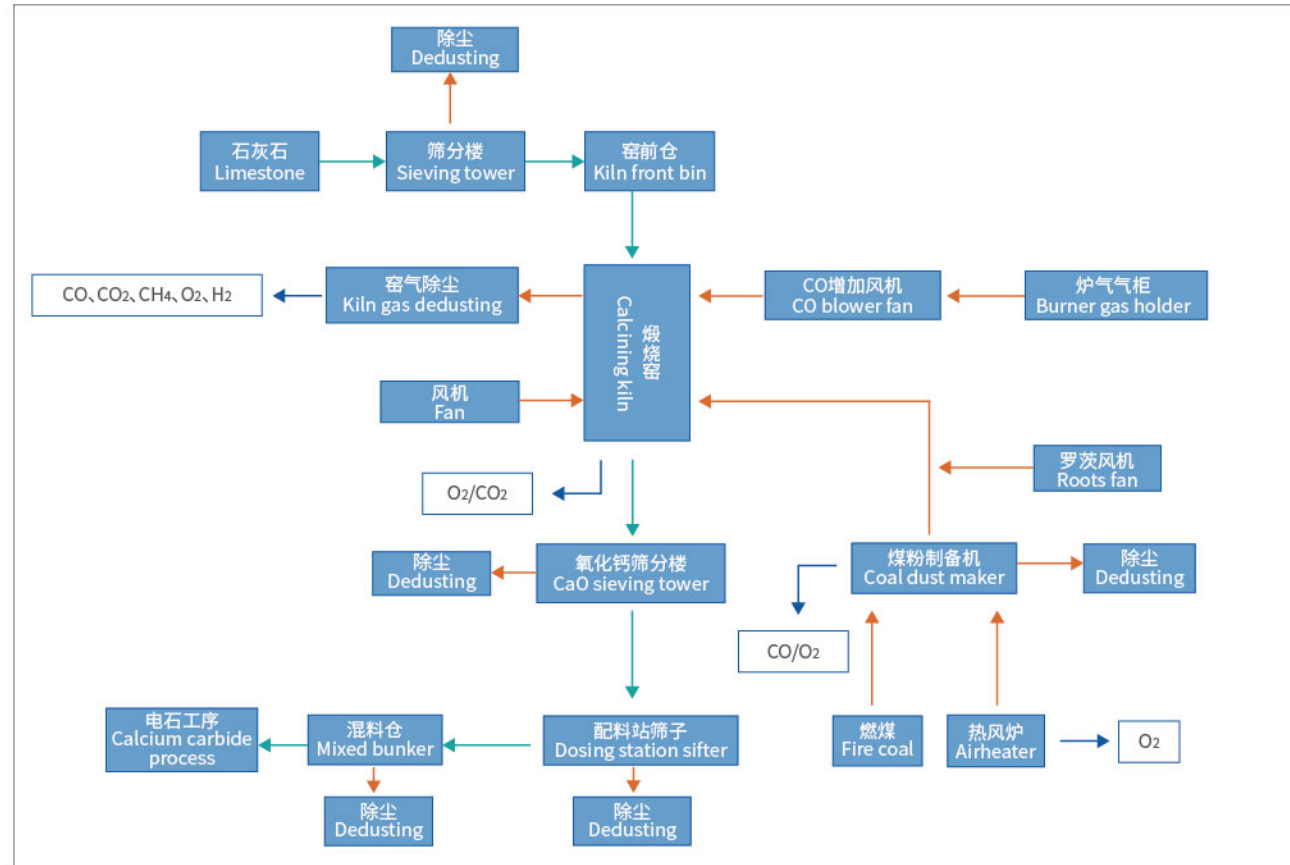 除尘
Dedusting
石灰石
Limestone
筛分楼
Sieving tower
窑前仓
Kiln front bin
CO、CO₂、CH₄、O₂、H₂
窑气除尘
Kiln gas dedusting
煅烧窑
Calcining kiln
CO增加风机
CO blower fan
炉气气柜
Burner gas holder
风机
Fan
罗茨风机
Roots fan
O₂/CO₂
除尘
Dedusting
氧化钙筛分楼
CaO sieving tower
煤粉制备机
Coal dust maker
除尘
Dedusting
CO/O₂
电石工序
Calcium carbide
process
混料仓
Mixed bunker
配料站筛子
Dosing station sifter
燃煤
Fire coal
热风炉
Airheater
O₂
除尘
Dedusting
除尘
Dedusting